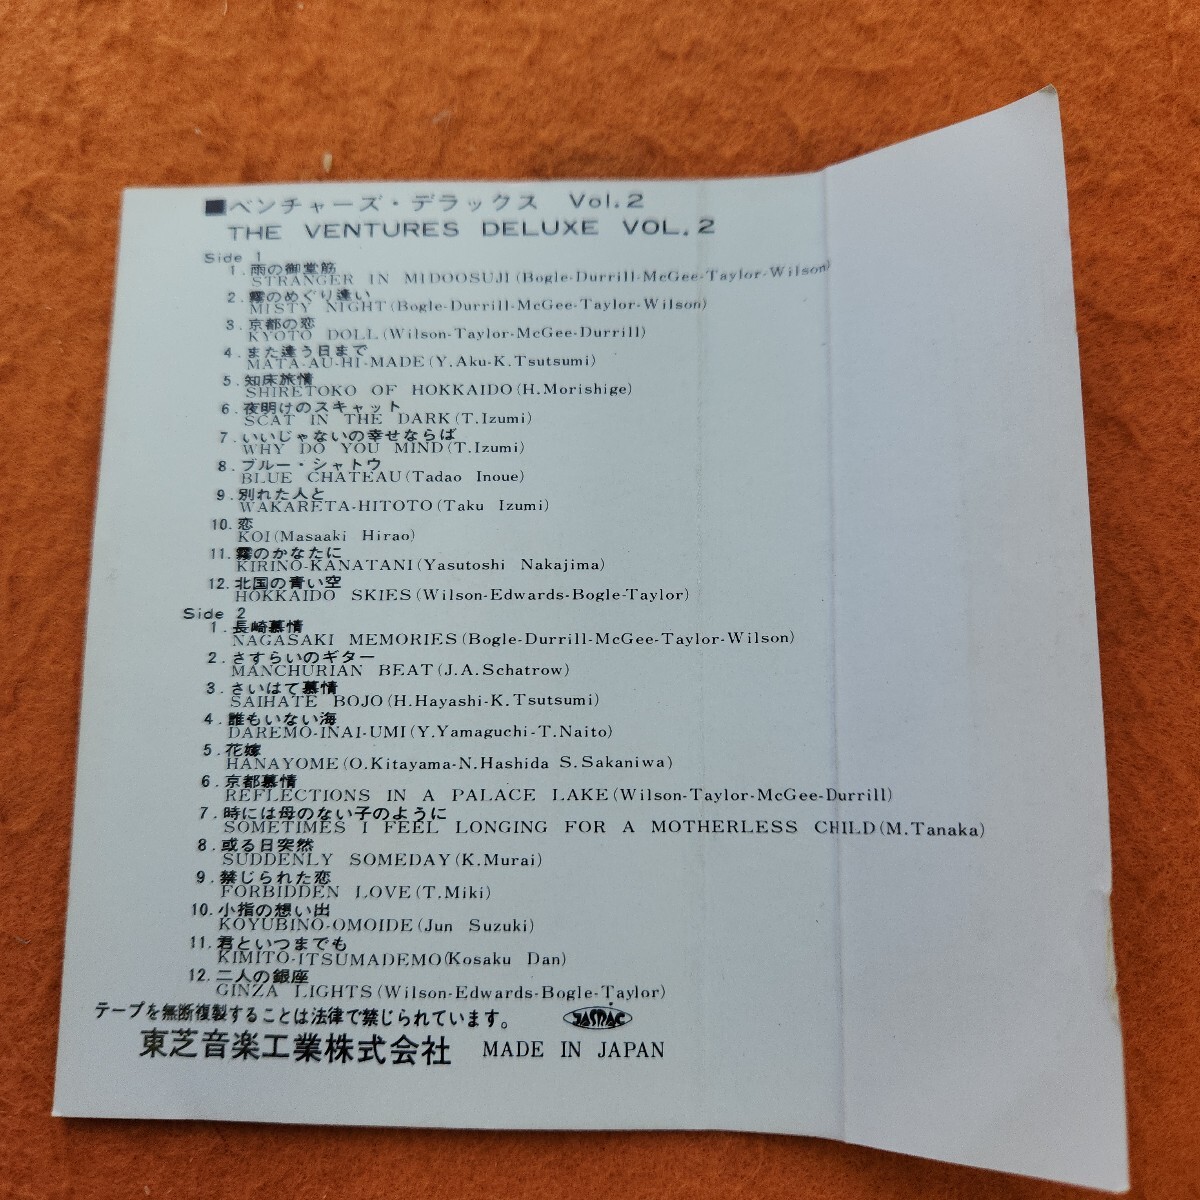 ■ベンチャーズ・デラックス Vol.2
THE VENTURES DELUXE VOL.2
Side 1
1.雨の御堂筋
STRANGER IN MIDOOSUJI(Bogle-Durrill-McGee-Taylor-Wilson)
2.霧のめぐり逢い
MISTY NIGHT(Bogle-Durrill-McGee-Taylor-Wilson)
3.京都の恋
KYOTO DOLL(Wilson-Taylor-McGee-Durrill)
4.また逢う日まで
MATA-AU-HI-MADE(Y.Aku-K.Tsutsumi)
5.知床旅情
SHIRETOKO OF HOKKAIDO(H.Morishige)
6.夜明けのスキャット
SCAT IN THE DARK(T.Izumi)
7.いいじゃないの幸せならば
WHY DO YOU MIND(T.Izumi)
8.ブルー・シャトウ
BLUE CHATEAU(Tadao Inoue)
9.別れた人と
WAKARETA-HITOTO(Taku Izumi)
10.恋
KOI(Masaaki Hirao)
11.霧のかなたに
KIRINO-KANATANI(Yasutoshi Nakajima)
12.北国の青い空
HOKKAIDO SKIES(Wilson-Edwards-Bogle-Taylor)
Side 2
1.長崎慕情
NAGASAKI MEMORIES(Bogle-Durrill-McGee-Taylor-Wilson)
2.さすらいのギター
MANCHURIAN BEAT(J.A.Schatrow)
3.さいはて慕情
SAIHATE BOJO(H.Hayashi-K.Tsutsumi)
4.誰もいない海
DAREMO-INAI-UMI(Y.Yamaguchi-T.Naito)
5.花嫁
HANAYOME(O.Kitayama-N.Hashida S.Sakaniwa)
6.京都慕情
REFLECTIONS IN A PALACE LAKE(Wilson-Taylor-McGee-Durrill)
7.時には母のない子のように
SOMETIMES I FEEL LONGING FOR A MOTHERLESS CHILD(M.Tanaka)
8.或る日突然
SUDDENLY SOMEDAY(K.Murai)
9.禁じられた恋
FORBIDDEN LOVE(T.Miki)
10.小指の想い出
KOYUBINO-OMOIDE(Jun Suzuki)
11.君といつまでも
KIMITO-ITSUMADEMO(Kosaku Dan)
12.二人の銀座
GINZA LIGHTS(Wilson-Edwards-Bogle-Taylor)
テープを無断複製することは法律で禁じられています。 JASRAC
東芝音楽工業株式会社 MADE IN JAPAN